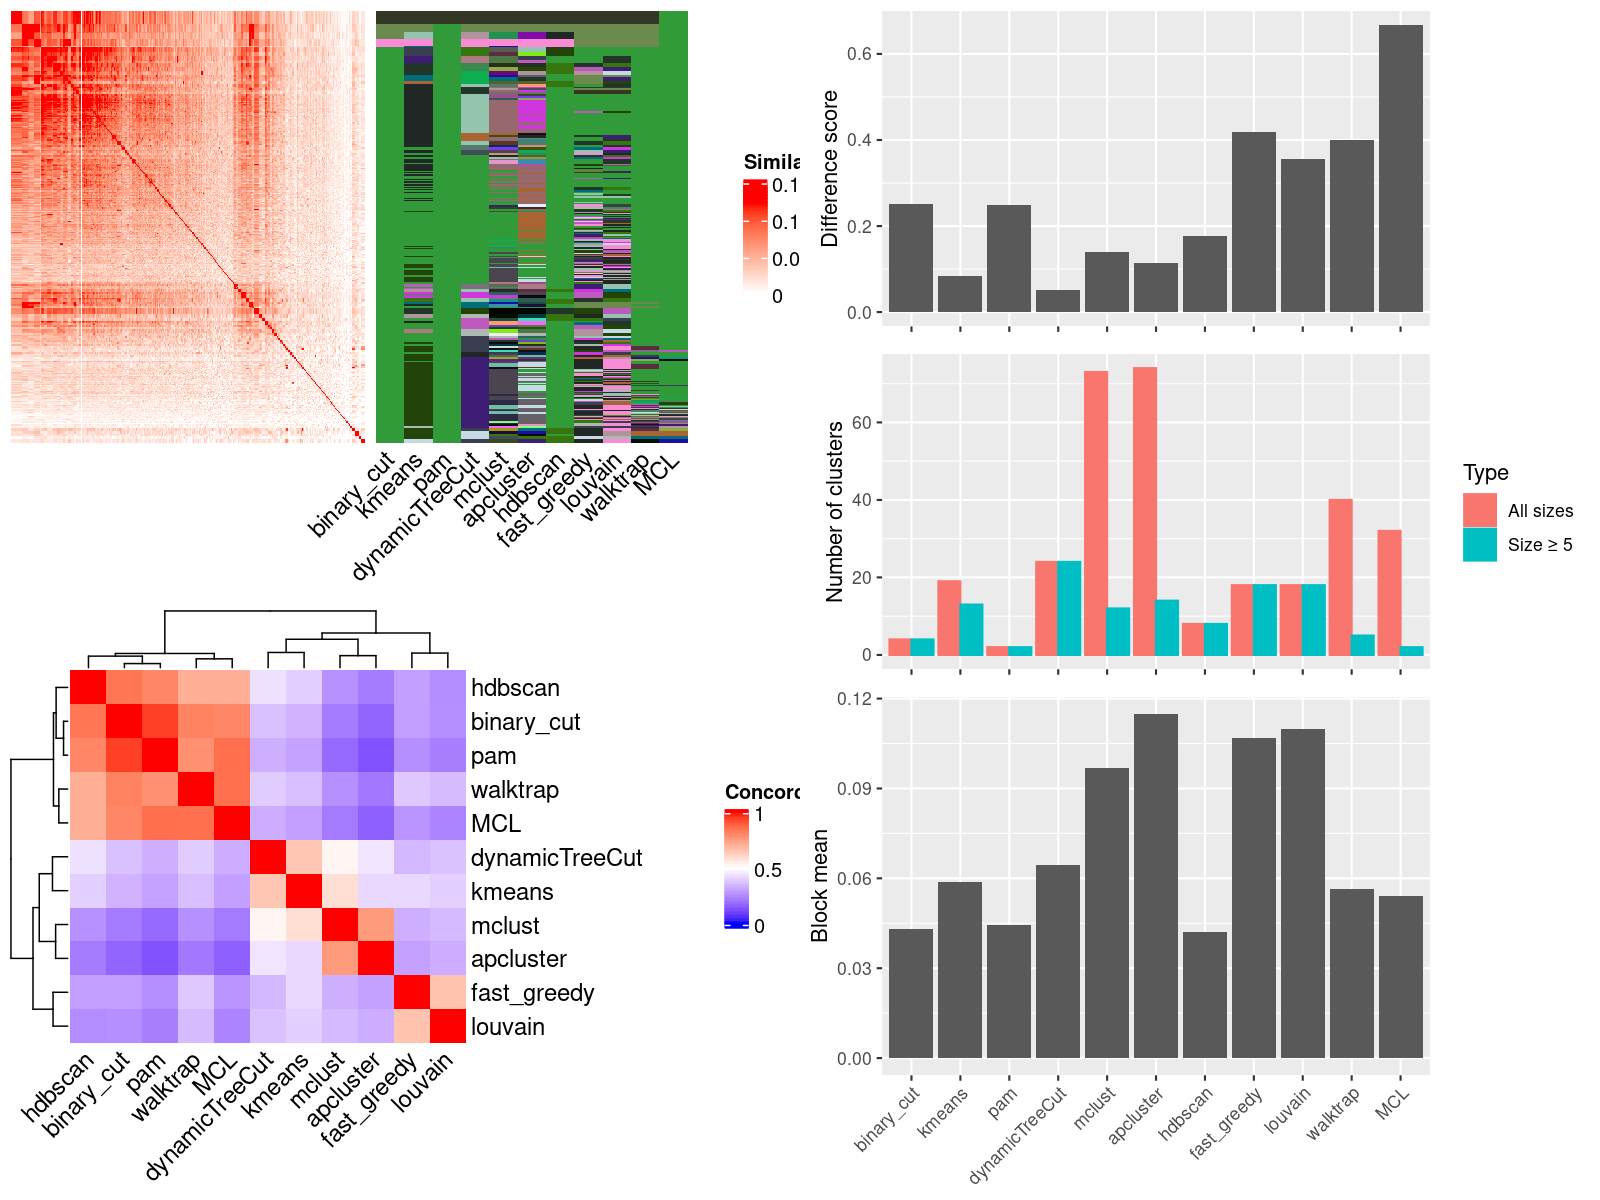 Simila
0.1
0.1
0.0
0
binary_cut
kmeans
pam
dynamicTreeCut
mclust
apcluster
hdbscan
fast_greedy
louvain
walktrap
MCL
hdbscan
binary_cut
pam
walktrap
MCL
dynamicTreeCut
kmeans
mclust
apcluster
fast_greedy
louvain
hdbscan
binary_cut
pam
walktrap
MCL
dynamicTreeCut
kmeans
mclust
apcluster
fast_greedy
louvain
Concord
1
0.5
0
Difference score
0.6
0.4
0.2
0.0
Number of clusters
60
40
20
0
Type
All sizes
Size ≥ 5
Block mean
0.12
0.09
0.06
0.03
0.00
binary_cut
kmeans
pam
dynamicTreeCut
mclust
apcluster
hdbscan
fast_greedy
louvain
walktrap
MCL